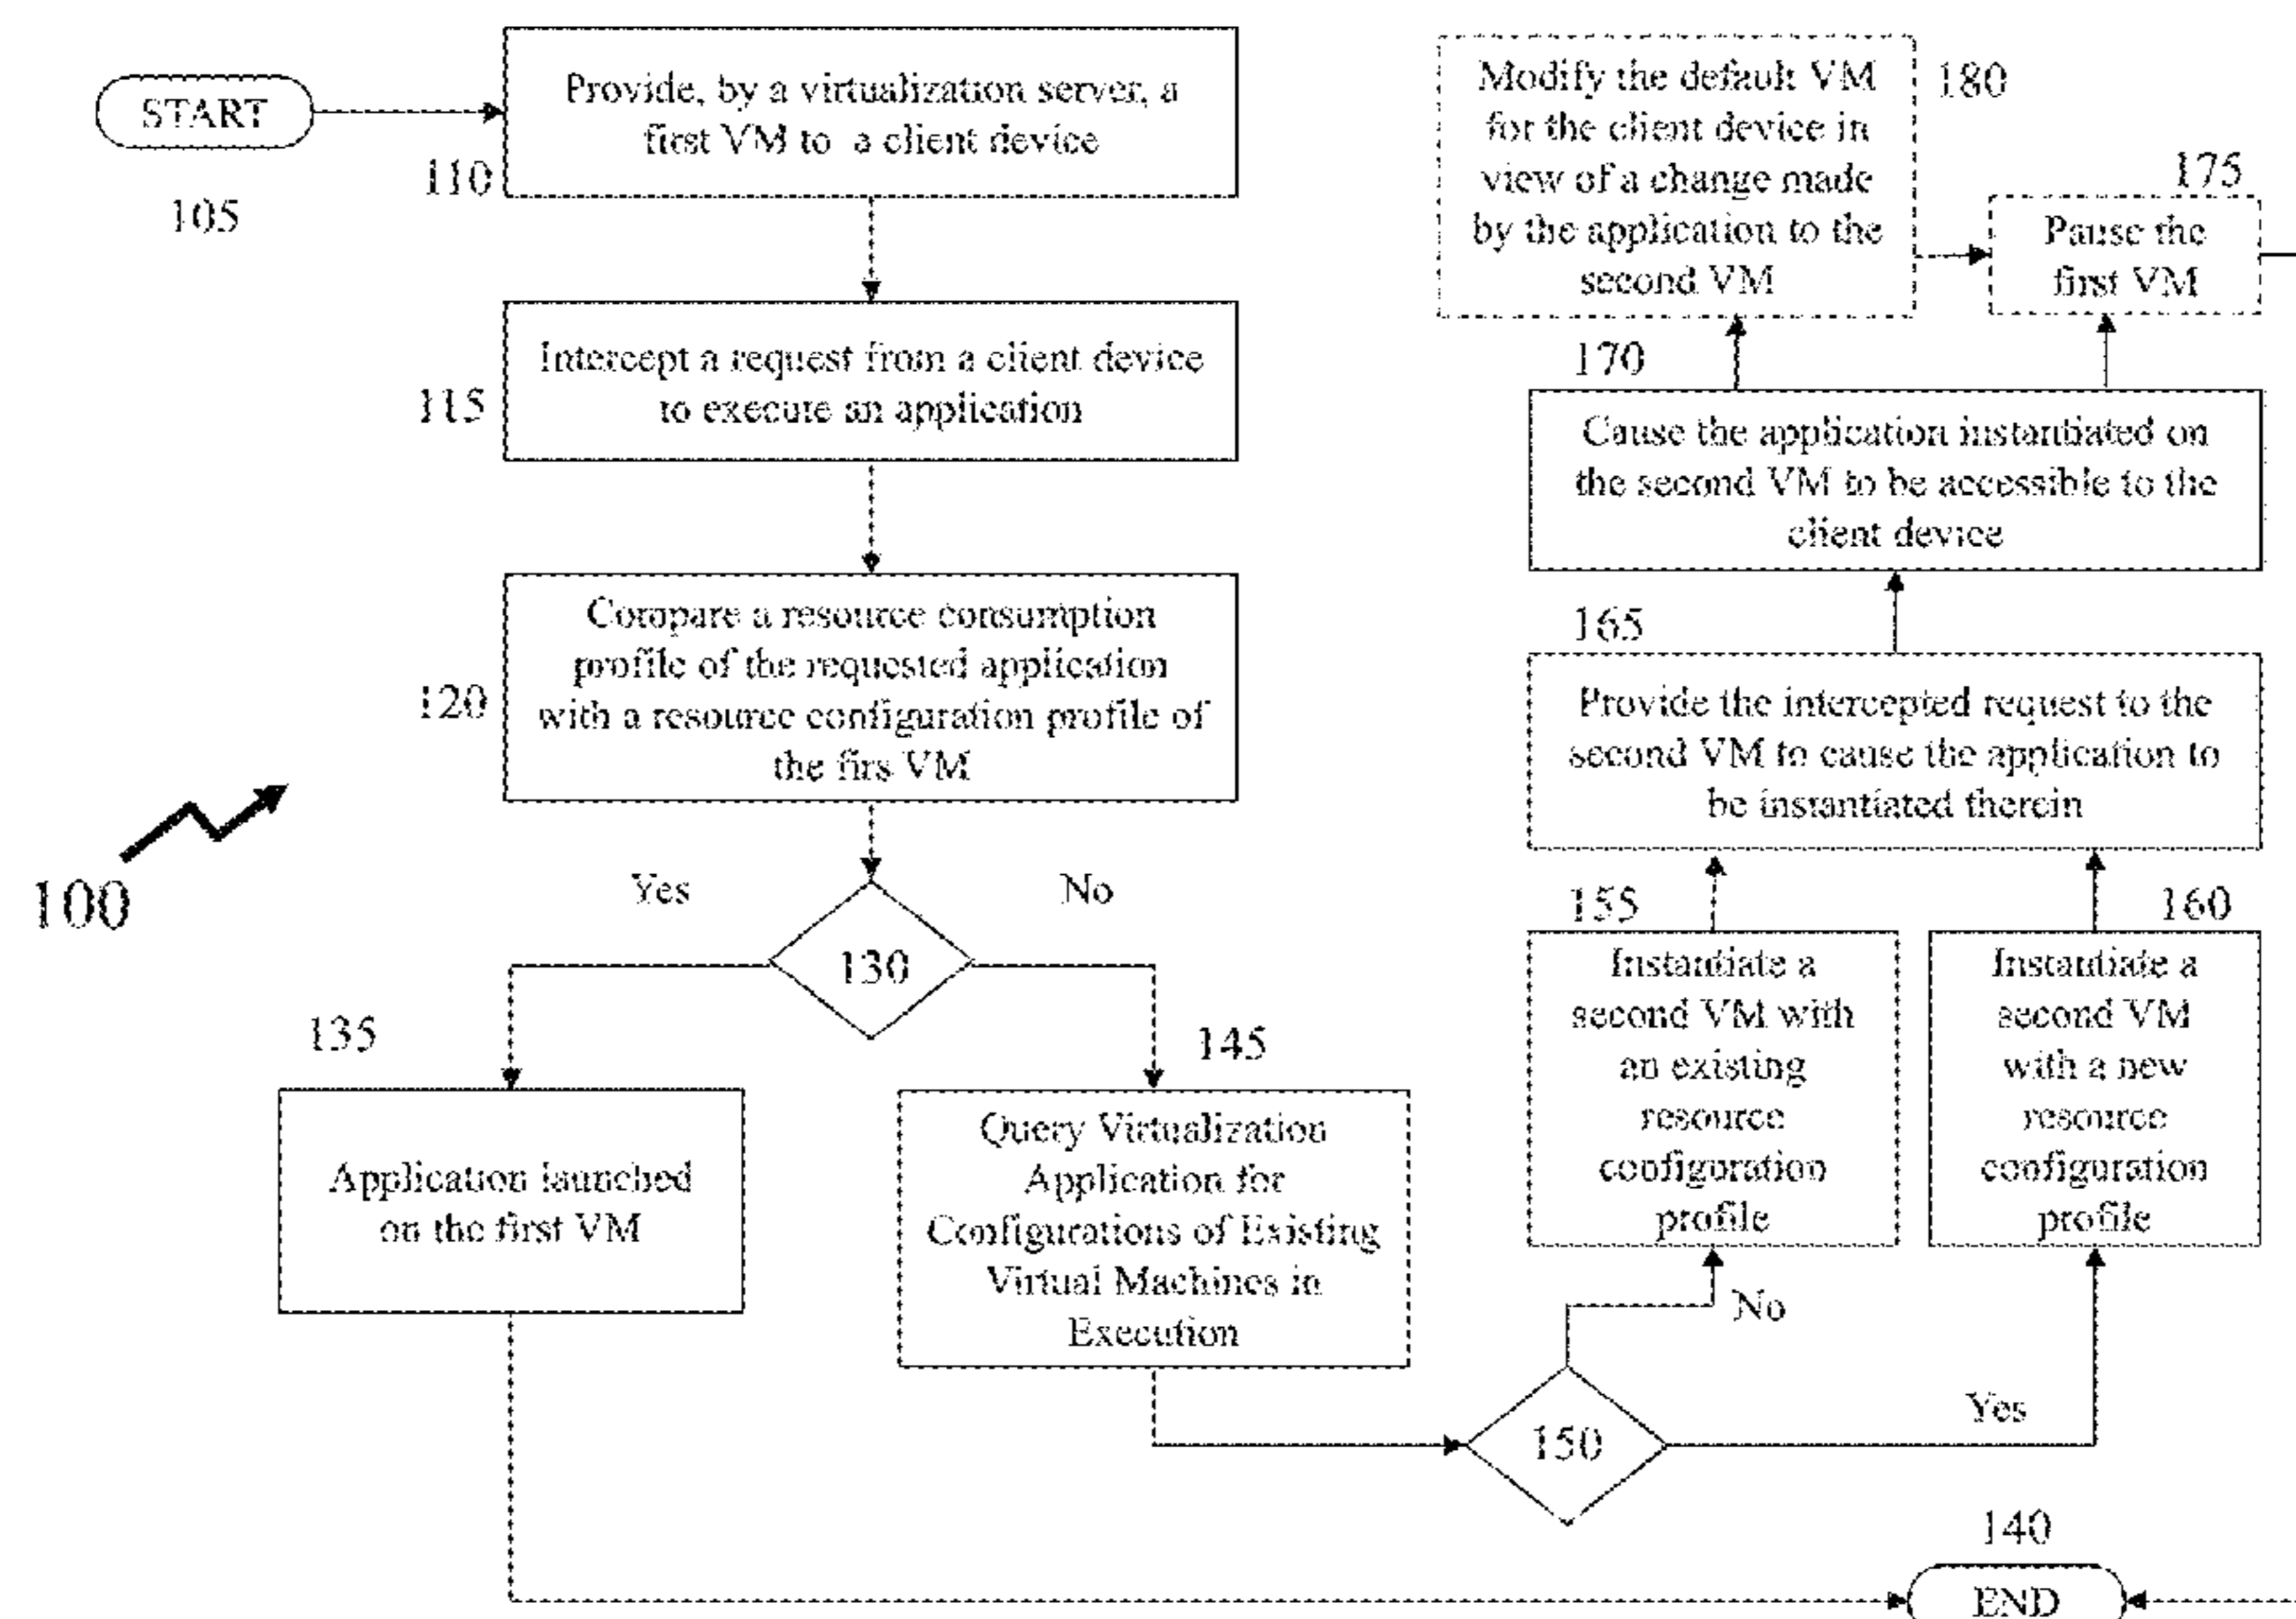 START
105
110
Provide, by a virtualization server, a
first VM to a client device
115
Intercept a request from a client device
to execute an application
120
Compare a resource consumption
profile of the requested application
with a resource configuration profile of
the firs VM
100
Yes
No
130
135
Application launched
on the first VM
145
Query Virtualization
Application for
Configurations of Existing
Virtual Machines in
Execution
150
No
Yes
155
Instantiate a
second VM with
an existing
resource
configuration
profile
160
Instantiate a
second VM
with a new
resource
configuration
profile
165
Provide the intercepted request to the
second VM to cause the application to
be instantiated therein
170
Cause the application instantiated on
the second VM to be accessible to the
client device
180
Modify the default VM
for the client device in
view of a change made
by the application to the
second VM
175
Pause the
first VM
140
END